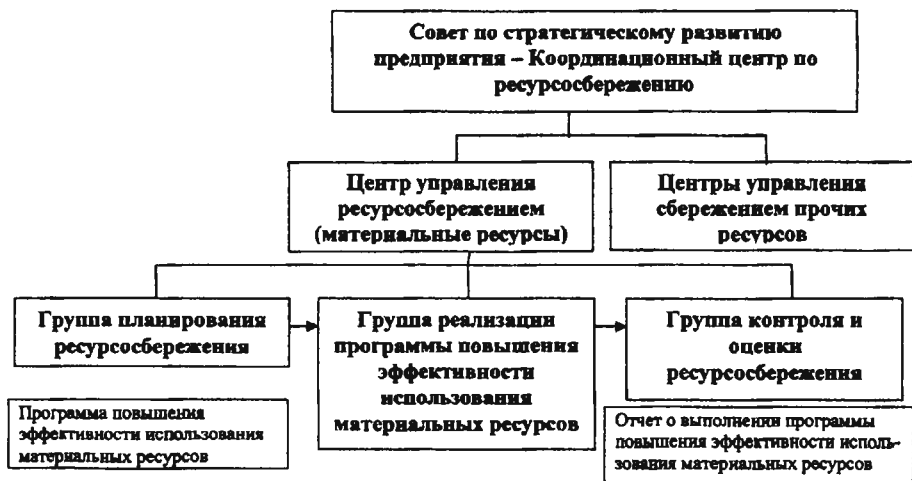 Совет по стратегическому развитию
предприятия – Координационный центр по
ресурсосбережению
Центр управления
ресурсосбережением
(материальные ресурсы)
Центры управления
сбережением прочих
ресурсов
Группа планирования
ресурсосбережения
Группа реализации
программы повышения
эффективности
использования
материальных ресурсов
Группа контроля и
оценки
ресурсосбережения
Программа повышения
эффективности использования
материальных ресурсов
Отчет о выполнении программы
повышения эффективности исполь-
зования материальных ресурсов